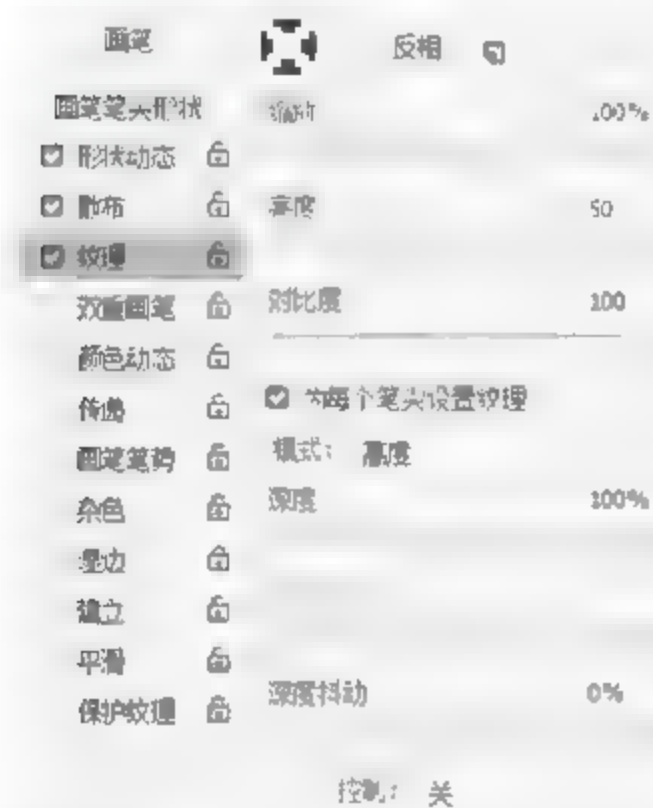 画笔
反相
画笔笔尖形状
缩放 100%
形状动态
散布
亮度 50
纹理
双重画笔
对比度 100
颜色动态
传递
为每个笔尖设置纹理
画笔笔势
模式: 高度
杂色
深度 100%
湿边
建立
平滑
保护纹理
深度抖动 0%
控制: 关